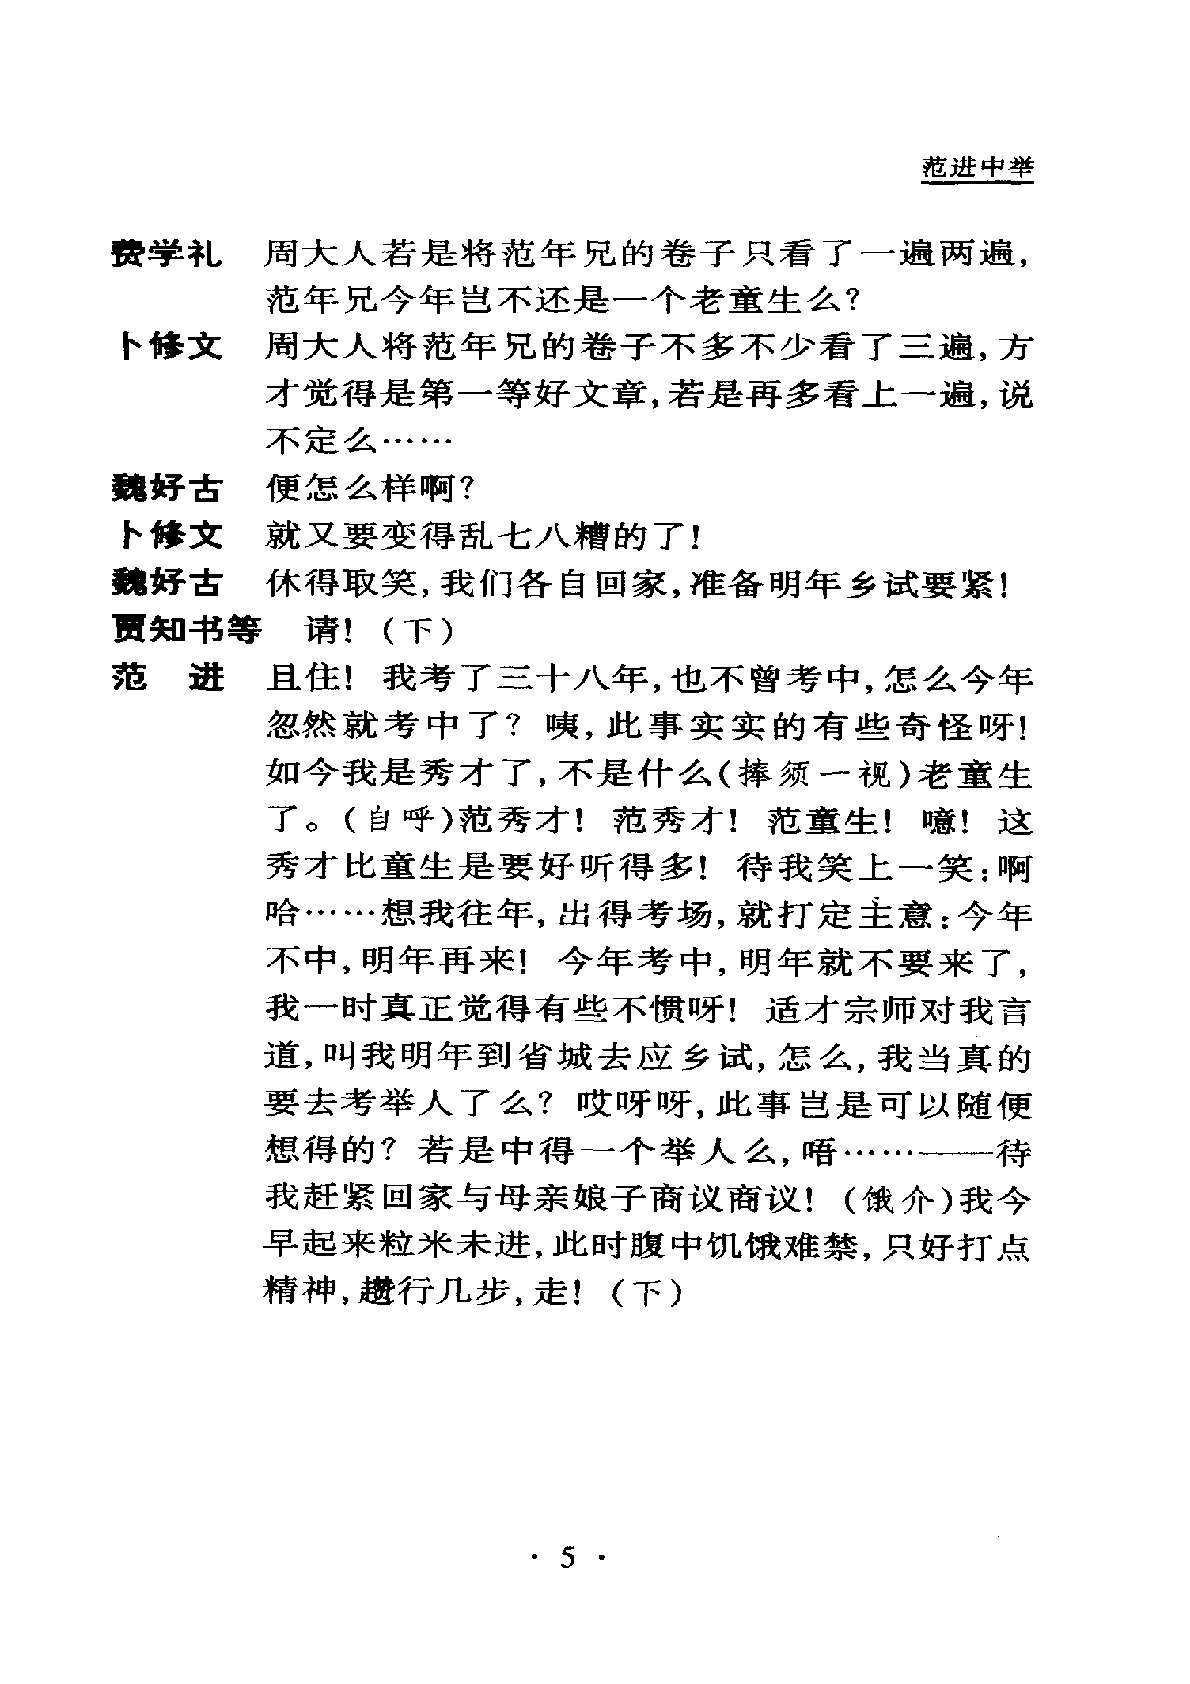 范进中举
费学礼　周大人若是将范年兄的卷子只看了一遍两遍,
范年兄今年岂不还是一个老童生么?
卜修文　周大人将范年兄的卷子不多不少看了三遍,方
才觉得是第一等好文章,若是再多看上一遍,说
不定么……
魏好古　便怎么样啊?
卜修文　就又要变得乱七八糟的了!
魏好古　休得取笑,我们各自回家,准备明年乡试要紧!
贾知书等　请!(下)
范　进　且住! 我考了三十八年,也不曾考中,怎么今年
忽然就考中了? 咦,此事实实的有些奇怪呀!
如今我是秀才了,不是什么(捧须一视)老童生
了。(自呼)范秀才! 范秀才! 范童生! 噫! 这
秀才比童生是要好听得多! 待我笑上一笑:啊
哈……想我往年,出得考场,就打定主意:今年
不中,明年再来! 今年考中,明年就不要来了,
我一时真正觉得有些不惯呀! 适才宗师对我言
道,叫我明年到省城去应乡试,怎么,我当真的
要去考举人了么? 哎呀呀,此事岂是可以随便
想得的? 若是中得一个举人么,唔……——待
我赶紧回家与母亲娘子商议商议! (饿介)我今
早起来粒米未进,此时腹中饥饿难禁,只好打点
精神,趱行几步,走! (下)
· 5 ·